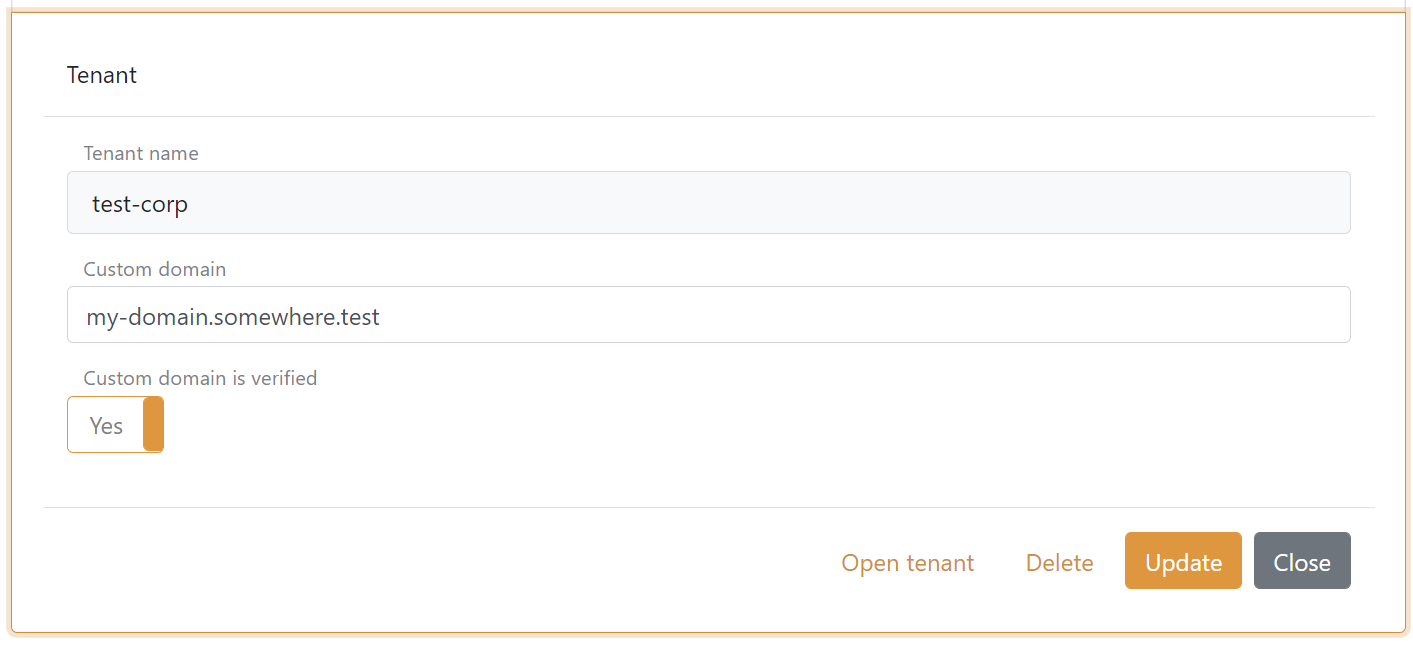 Tenant
Tenant name
test-corp
Custom domain
my-domain.somewhere.test
Custom domain is verified
Yes
Open tenant Delete Update Close